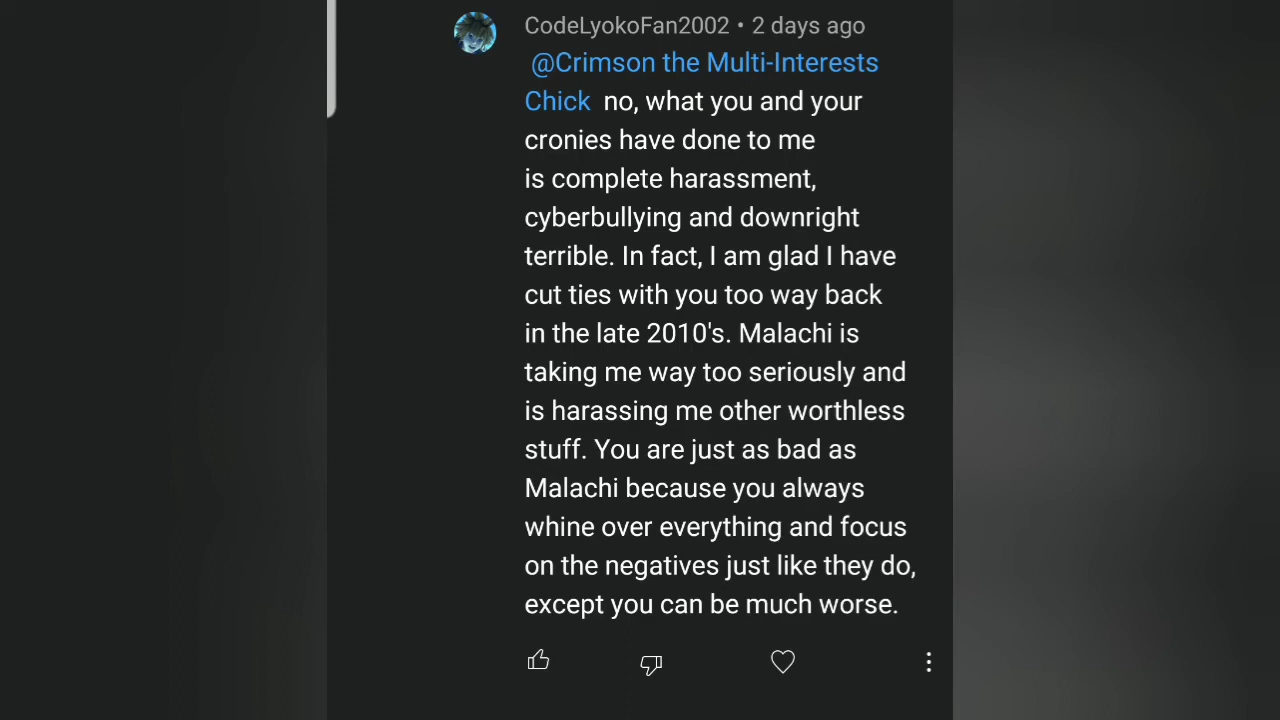 CodeLyokoFan2002 • 2 days ago
@Crimson the Multi-Interests
Chick no, what you and your
cronies have done to me
is complete harassment,
cyberbullying and downright
terrible. In fact, I am glad I have
cut ties with you too way back
in the late 2010's. Malachi is
taking me way too seriously and
is harassing me other worthless
stuff. You are just as bad as
Malachi because you always
whine over everything and focus
on the negatives just like they do,
except you can be much worse.